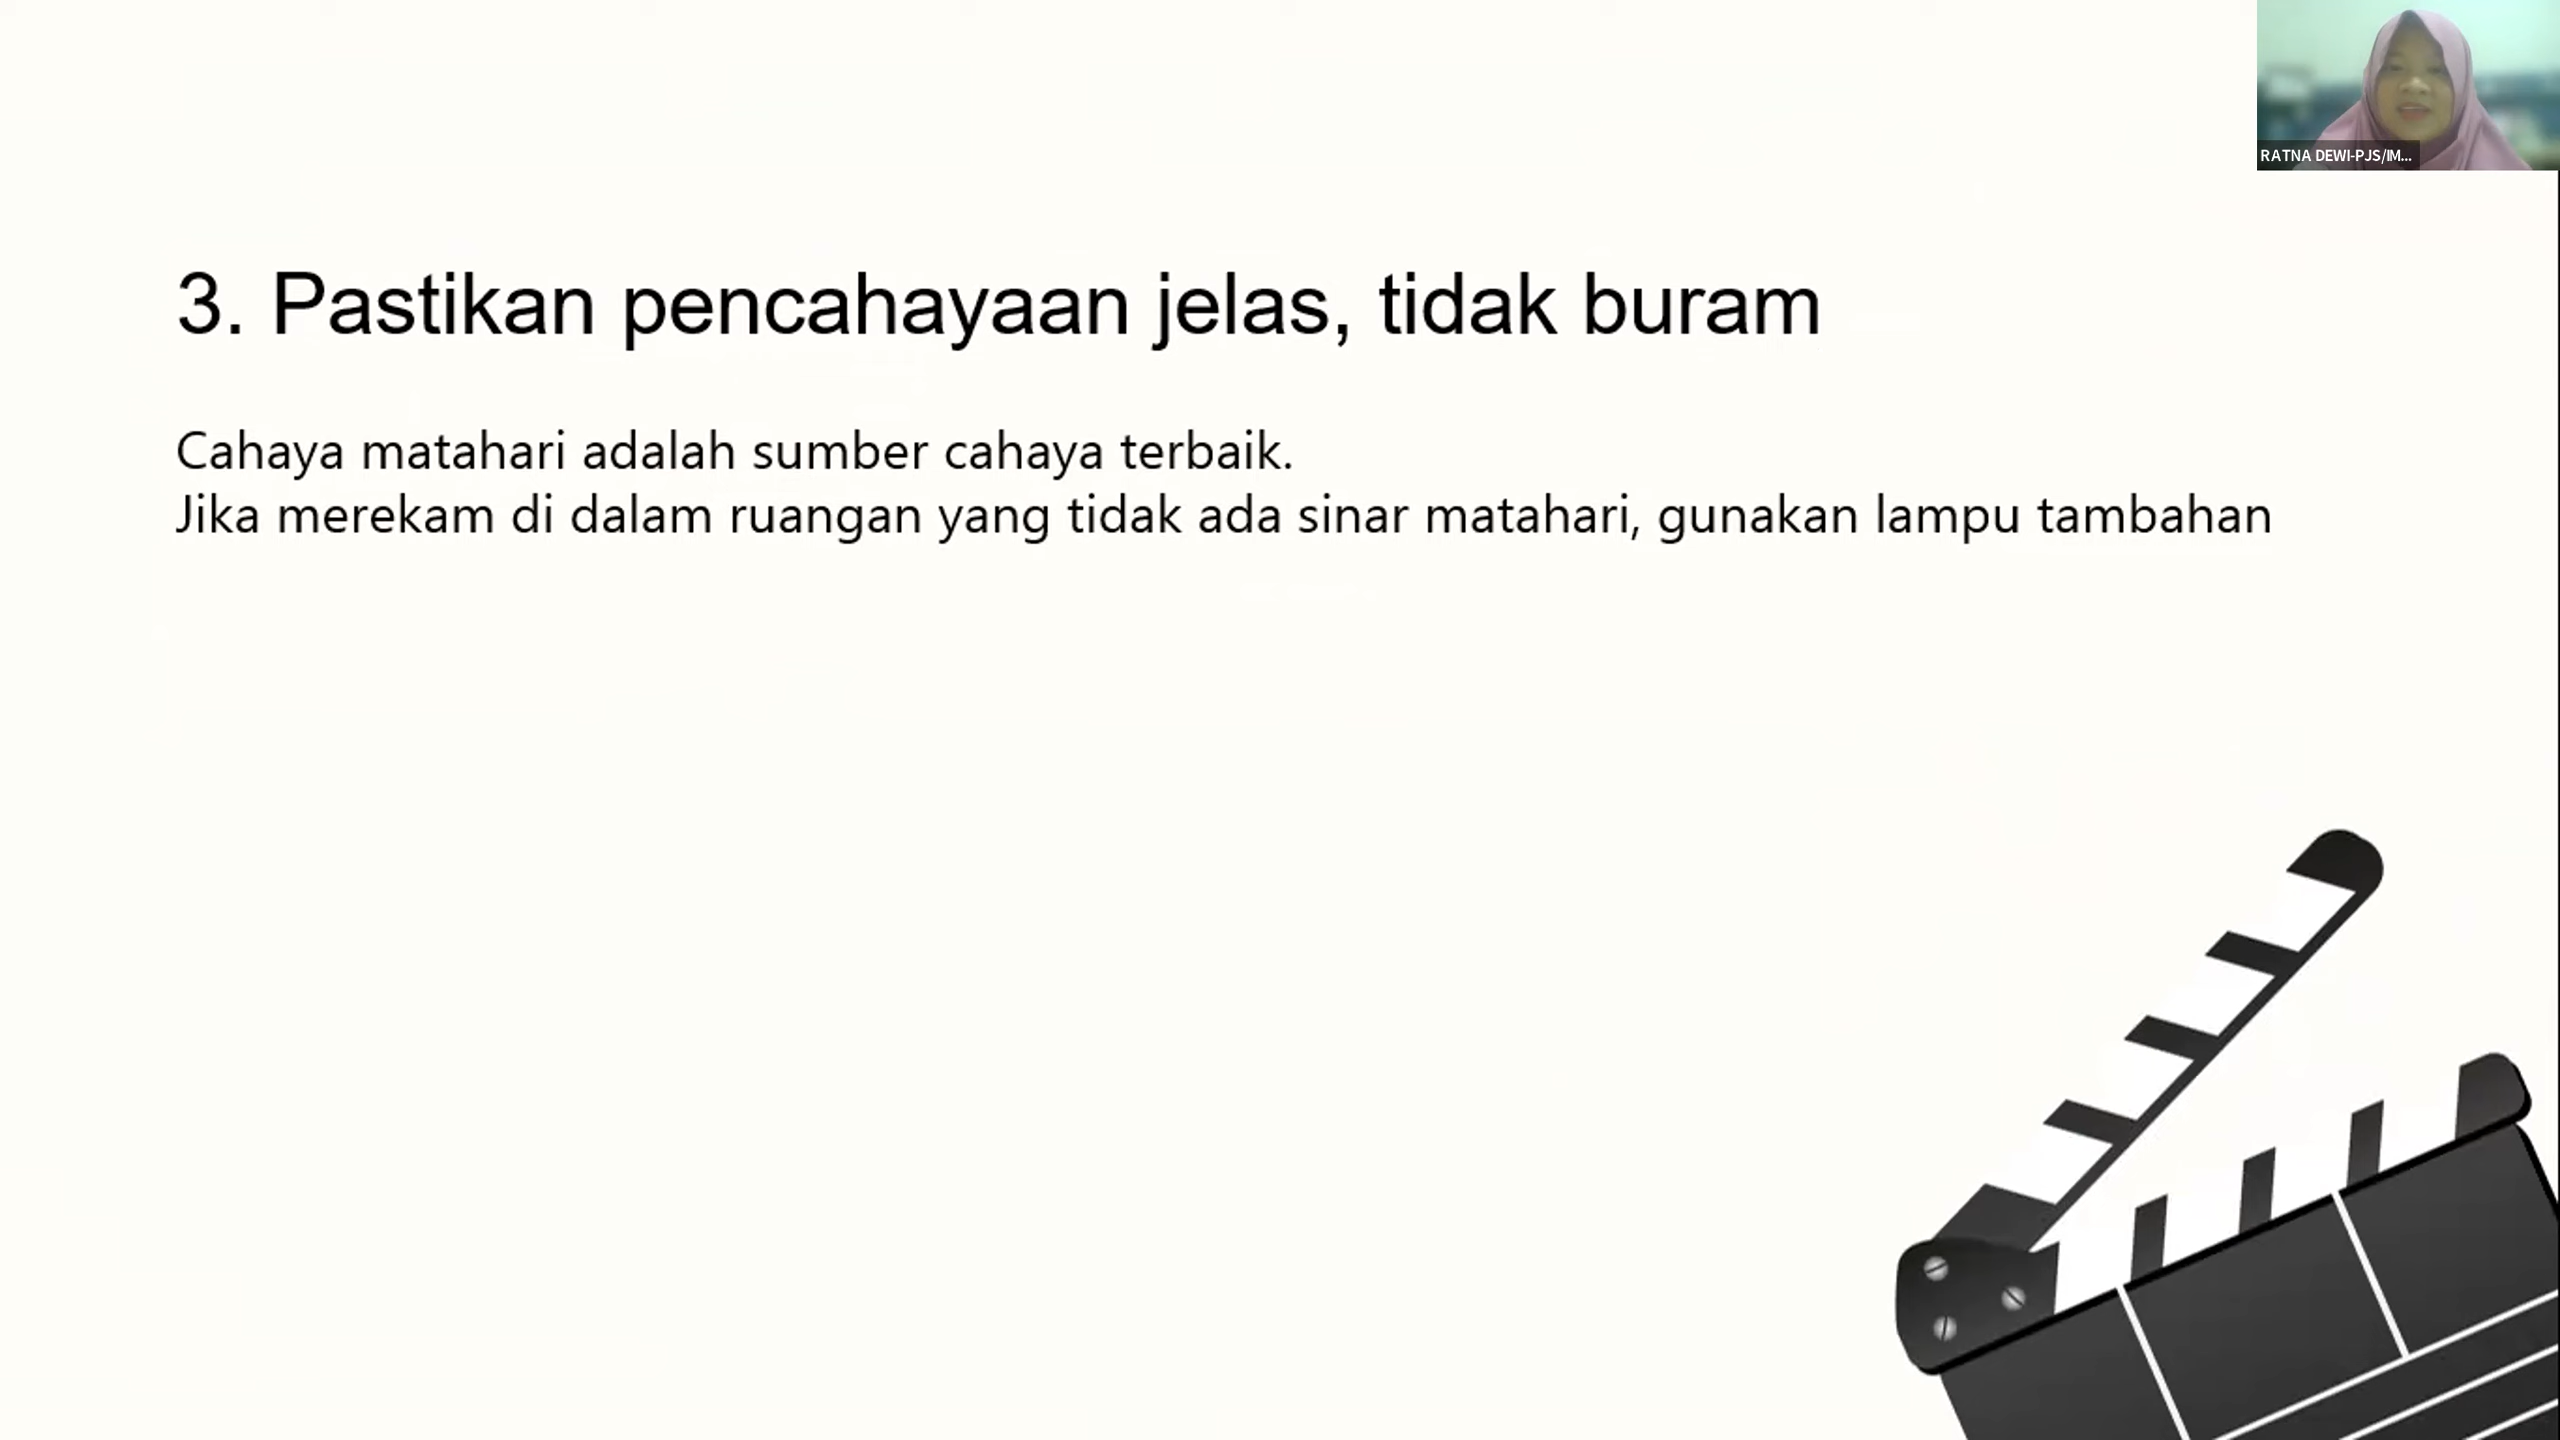 RATNA DEWI-PJS/IM...
3. Pastikan pencahayaan jelas, tidak buram
Cahaya matahari adalah sumber cahaya terbaik.
Jika merekam di dalam ruangan yang tidak ada sinar matahari, gunakan lampu tambahan